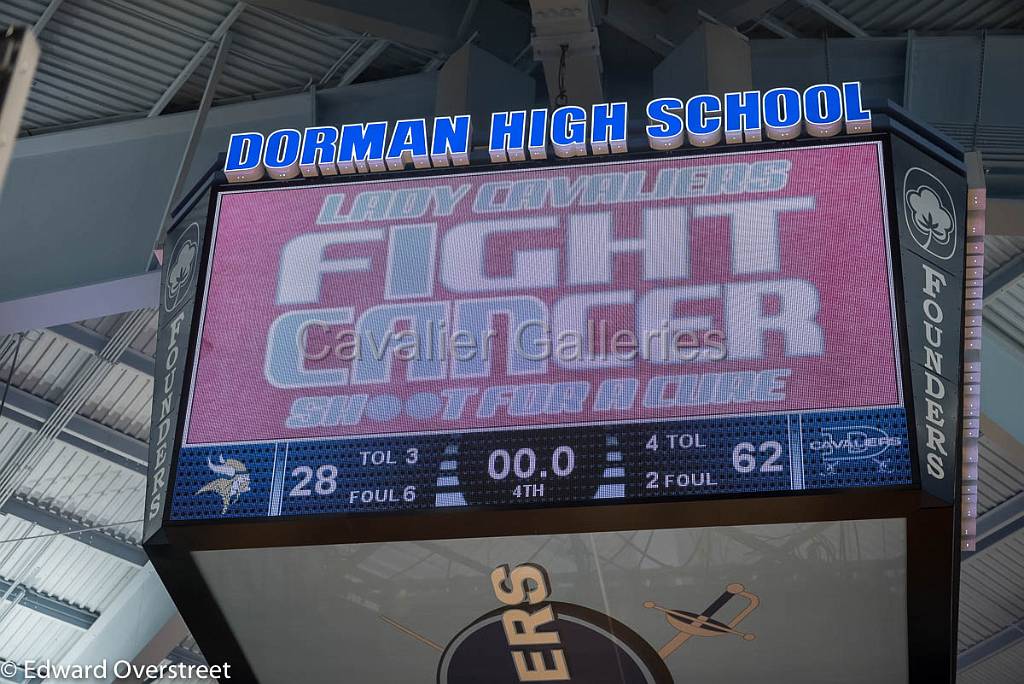 DORMAN HIGH SCHOOL
LADY CAVALIERS
FIGHT
CANCER
SH●●T FOR A CURE
Cavalier Galleries
28 TOL 3 00.0 4 TOL 62 CAVALIERS
FOUL 6 4TH 2 FOUL
FOUNDERS
FOUNDERS
ERS
© Edward Overstreet